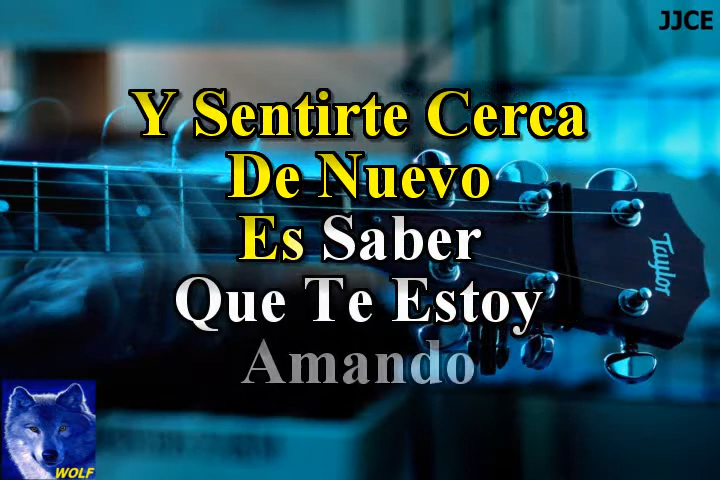 JJCE
Y Sentirte Cerca
De Nuevo
Es Saber
Que Te Estoy
Amando
Taylor
WOLF